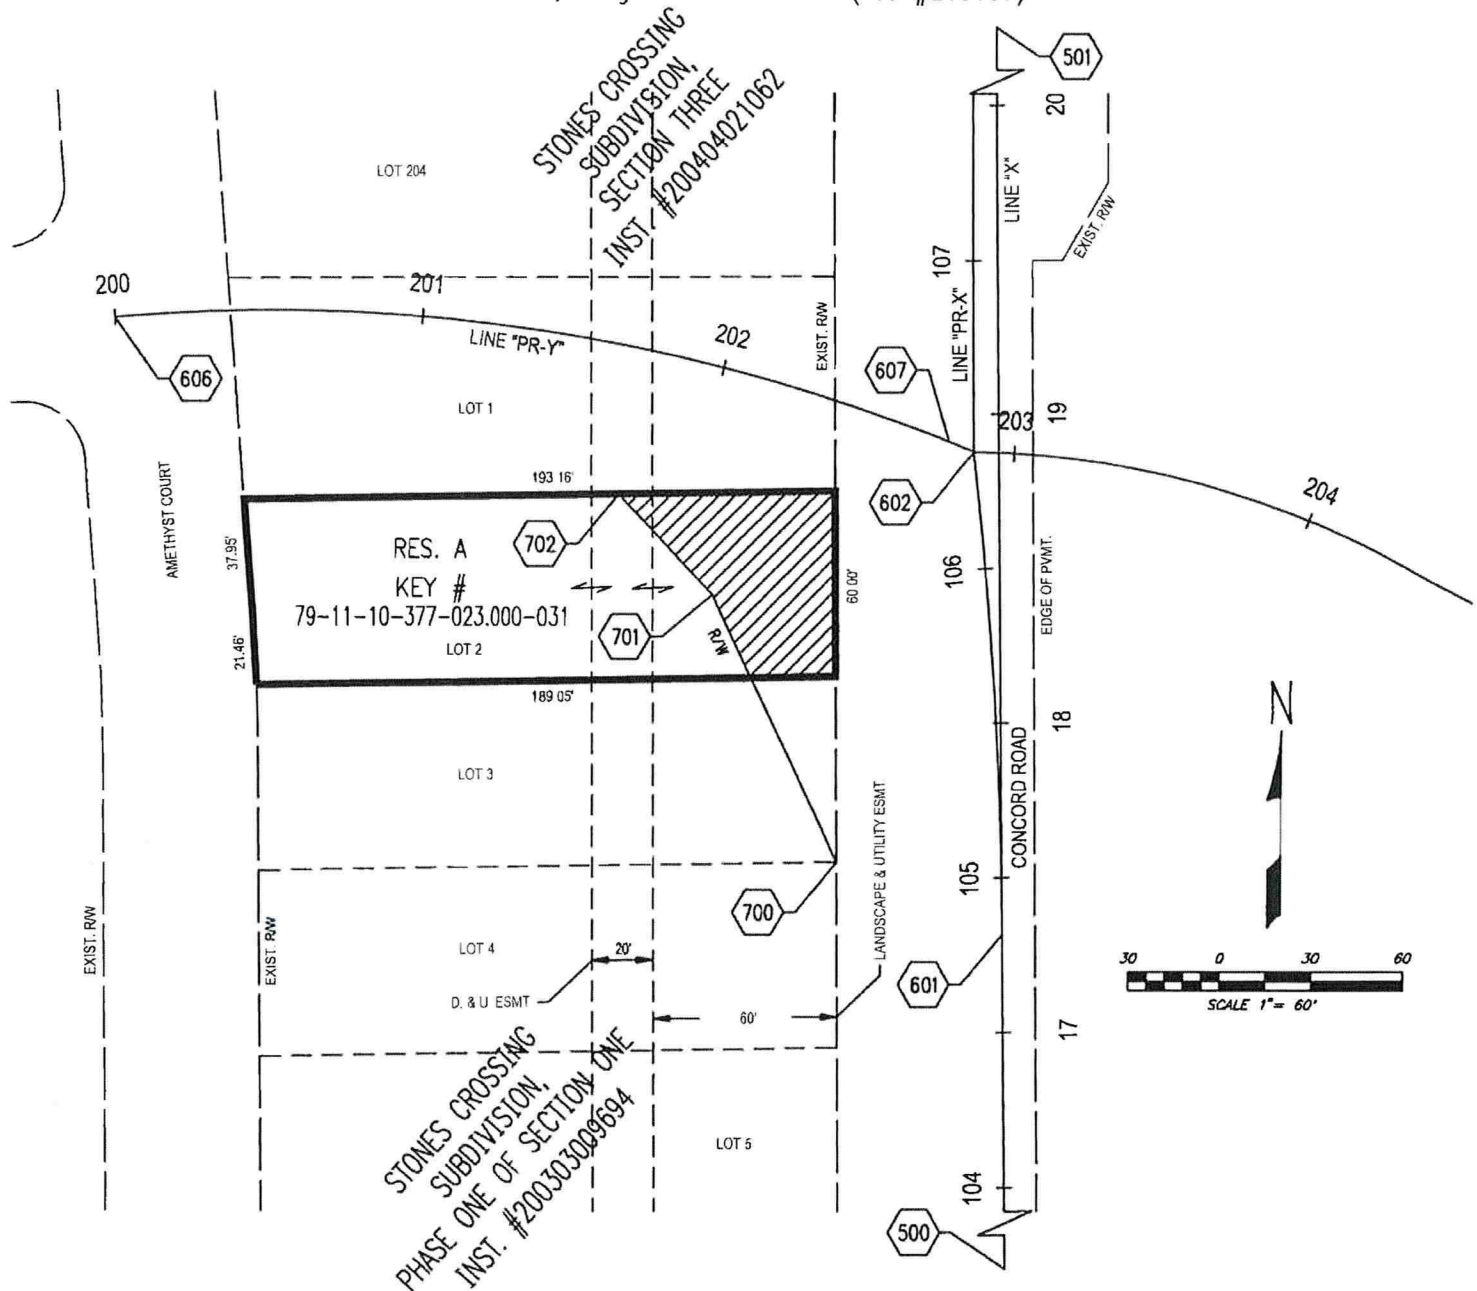 501
20
STONES CROSSING
SUBDIVISION,
SECTION THREE
INST. #200404021062
LOT 204
LINE "X"
EXIST. R/W
107
200
201
202
LINE "PR-Y"
EXIST. R/W
LINE "PR-X"
606
607
LOT 1
19
203
AMETHYST COURT
193 16'
602
204
37.95'
RES. A
KEY #
79-11-10-377-023.000-031
LOT 2
702
106
60 00'
EDGE OF PVMT.
701
R/W
21.46'
189 05'
N
18
LOT 3
CONCORD ROAD
LANDSCAPE & UTILITY ESMT
105
700
EXIST. R/W
EXIST. R/W
LOT 4
20'
D. & U ESMT
60'
601
30 0 30 60
SCALE 1"= 60'
17
STONES CROSSING
SUBDIVISION,
PHASE ONE OF SECTION ONE
INST. #200303009694
LOT 5
104
500